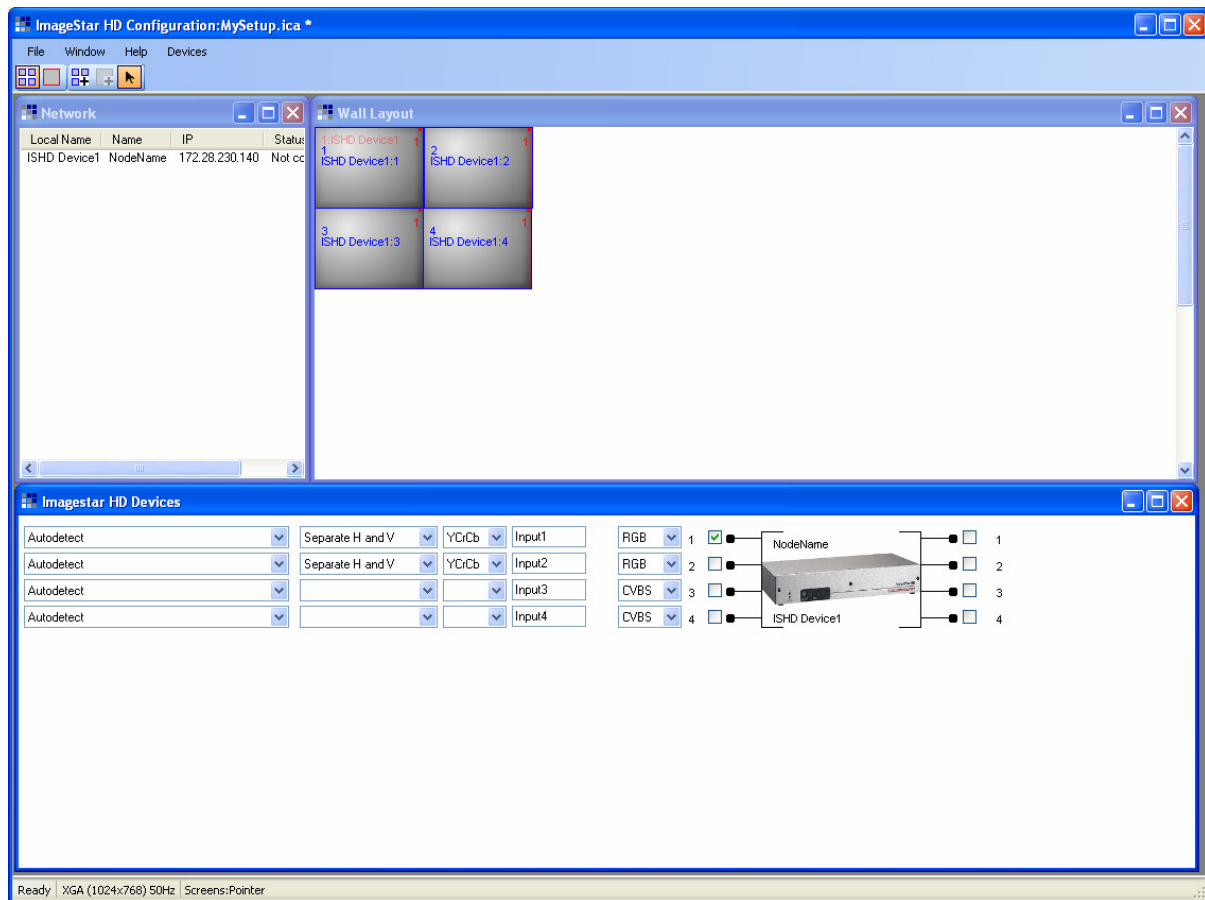 ImageStar HD Configuration:MySetup.ica *
File Window Help Devices
Network
Local Name Name IP Status
ISHD Device1 NodeName 172.28.230.140 Not cc
Wall Layout
1:ISHD Device1 1
1
ISHD Device1:1
1
2
ISHD Device1:2
1
3
ISHD Device1:3
1
4
ISHD Device1:4
Imagestar HD Devices
Autodetect Separate H and V YCrCb Input1 RGB 1 NodeName 1
Autodetect Separate H and V YCrCb Input2 RGB 2 2
Autodetect Input3 CVBS 3 3
Autodetect Input4 CVBS 4 ISHD Device1 4
Ready XGA (1024x768) 50Hz Screens:Pointer